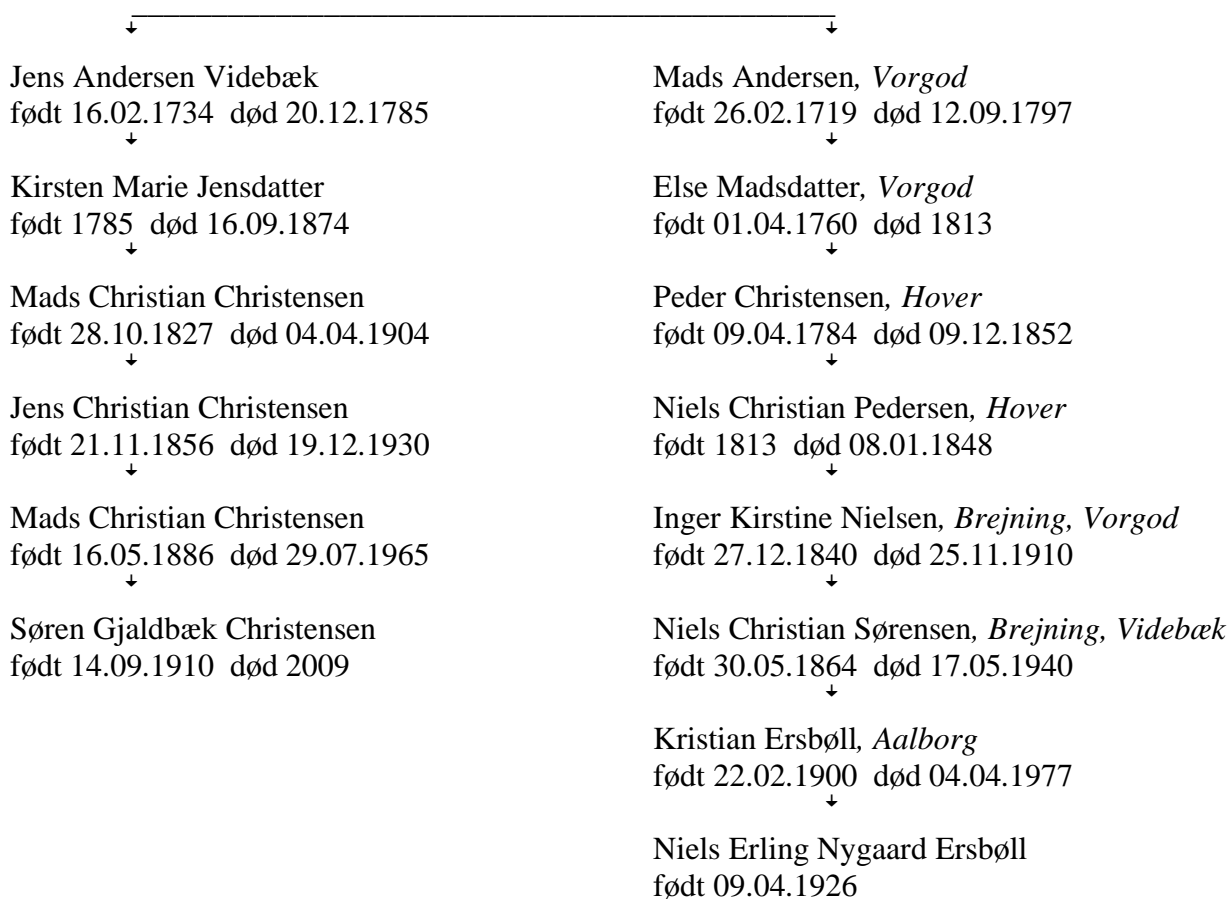 Jens Andersen Videbæk
født 16.02.1734 død 20.12.1785
Kirsten Marie Jensdatter
født 1785 død 16.09.1874
Mads Christian Christensen
født 28.10.1827 død 04.04.1904
Jens Christian Christensen
født 21.11.1856 død 19.12.1930
Mads Christian Christensen
født 16.05.1886 død 29.07.1965
Søren Gjaldbæk Christensen
født 14.09.1910 død 2009
Mads Andersen, Vorgod
født 26.02.1719 død 12.09.1797
Else Madsdatter, Vorgod
født 01.04.1760 død 1813
Peder Christensen, Hover
født 09.04.1784 død 09.12.1852
Niels Christian Pedersen, Hover
født 1813 død 08.01.1848
Inger Kirstine Nielsen, Brejning, Vorgod
født 27.12.1840 død 25.11.1910
Niels Christian Sørensen, Brejning, Videbæk
født 30.05.1864 død 17.05.1940
Kristian Ersbøll, Aalborg
født 22.02.1900 død 04.04.1977
Niels Erling Nygaard Ersbøll
født 09.04.1926